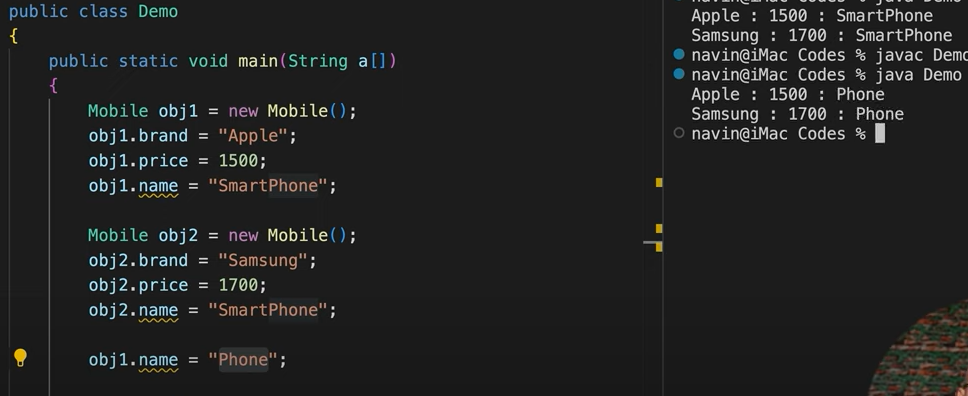 public class Demo
{
public static void main(String a[])
{
Mobile obj1 = new Mobile();
obj1.brand = "Apple";
obj1.price = 1500;
obj1.name = "SmartPhone";
Mobile obj2 = new Mobile();
obj2.brand = "Samsung";
obj2.price = 1700;
obj2.name = "SmartPhone";
obj1.name = "Phone";
Apple : 1500 : SmartPhone
Samsung : 1700 : SmartPhone
navin@iMac Codes % javac Demo
navin@iMac Codes % java Demo
Apple : 1500 : Phone
Samsung : 1700 : Phone
navin@iMac Codes %